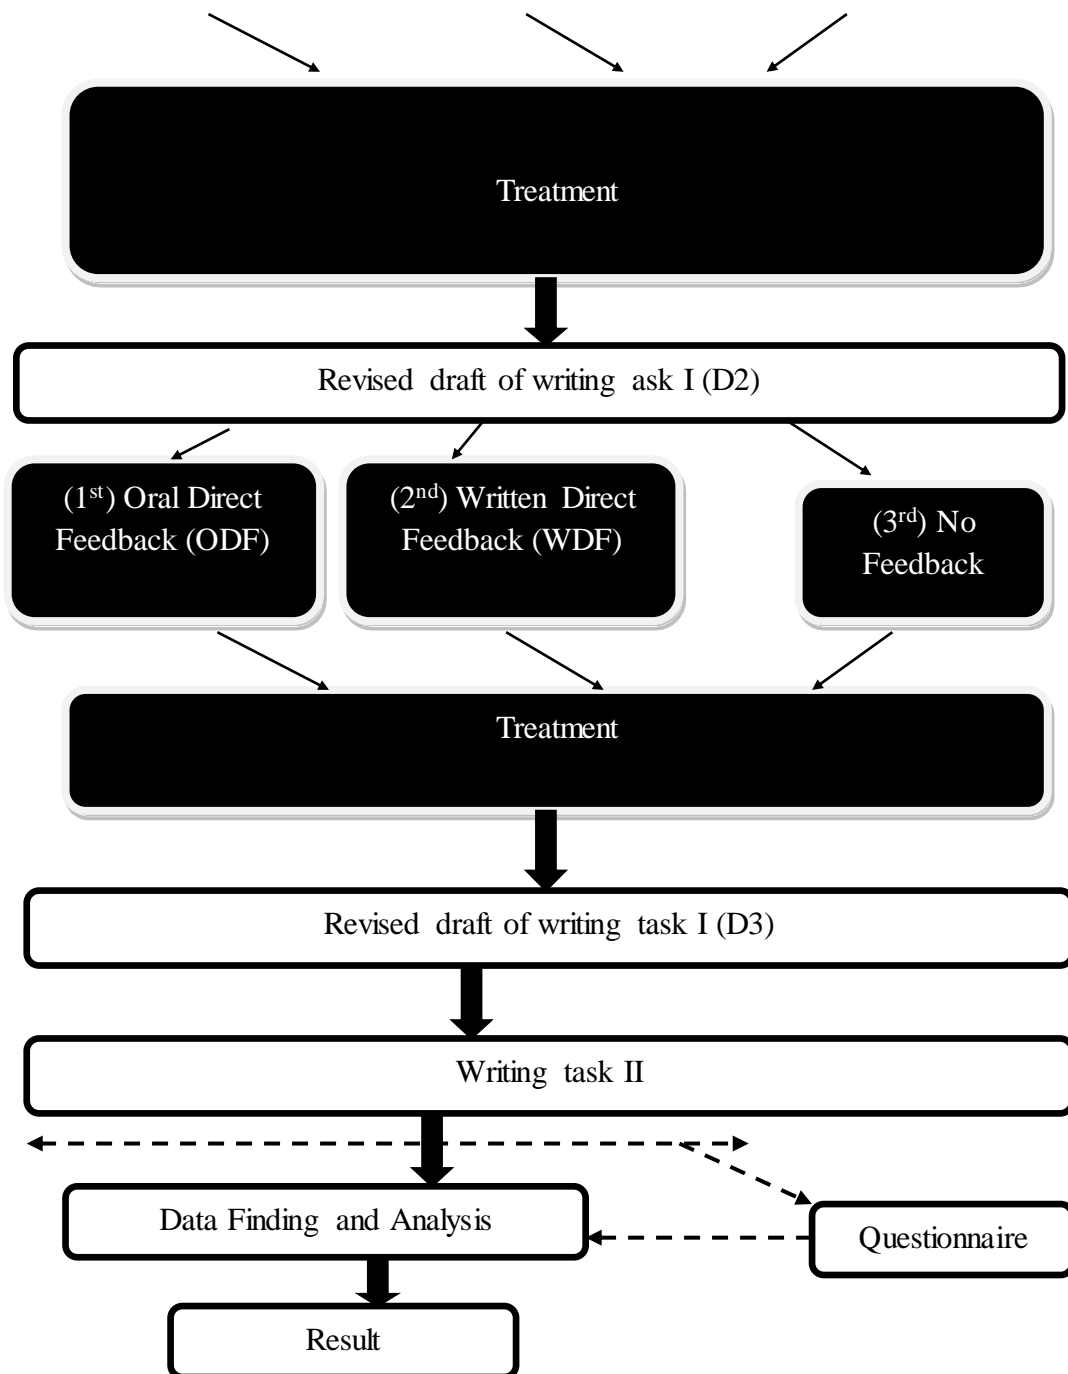 Treatment
Revised draft of writing ask I (D2)
(1st) Oral Direct
Feedback (ODF)
(2nd) Written Direct
Feedback (WDF)
(3rd) No
Feedback
Treatment
Revised draft of writing task I (D3)
Writing task II
Data Finding and Analysis
Questionnaire
Result